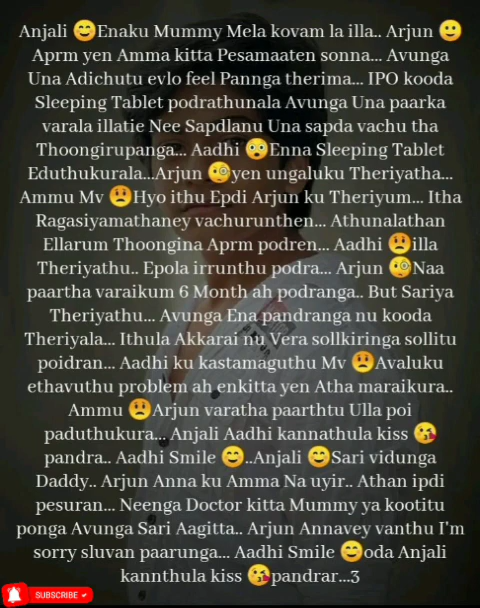 Anjali 😊Enaku Mummy Mela kovam la illa.. Arjun 🙂
Aprm yen Amma kitta Pesamaaten sonna... Avunga
Una Adichutu evlo feel Pannga therima... IPO kooda
Sleeping Tablet podrathunala Avunga Una paarka
varala illatie Nee Sapdlanu Una sapda vachu tha
Thoongirupanga... Aadhi 😳Enna Sleeping Tablet
Eduthukurala...Arjun 🧐yen ungaluku Theriyatha...
Ammu Mv 😡Hyo ithu Epdi Arjun ku Theriyum... Itha
Ragasiyamathaney vachurunthen... Athunalathan
Ellarum Thoongina Aprm podren... Aadhi 😡illa
Theriyathu.. Epola irrunthu podra... Arjun 🧐Naa
paartha varaikum 6 Month ah podranga.. But Sariya
Theriyathu... Avunga Ena pandranga nu kooda
Theriyala... Ithula Akkarai nu Vera sollkiringa sollitu
poidran... Aadhi ku kastamaguthu Mv 😡Avaluku
ethavuthu problem ah enkitta yen Atha maraikura..
Ammu 😡Arjun varatha paarthtu Ulla poi
paduthukura... Anjali Aadhi kannathula kiss 😘
pandra.. Aadhi Smile 😊..Anjali 😊Sari vidunga
Daddy.. Arjun Anna ku Amma Na uyir.. Athan ipdi
pesuran... Neenga Doctor kitta Mummy ya kootitu
ponga Avunga Sari Aagitta.. Arjun Annavey vanthu I'm
sorry sluvan paarunga... Aadhi Smile 😊oda Anjali
kannthula kiss 😘pandrar...3
SUBSCRIBE